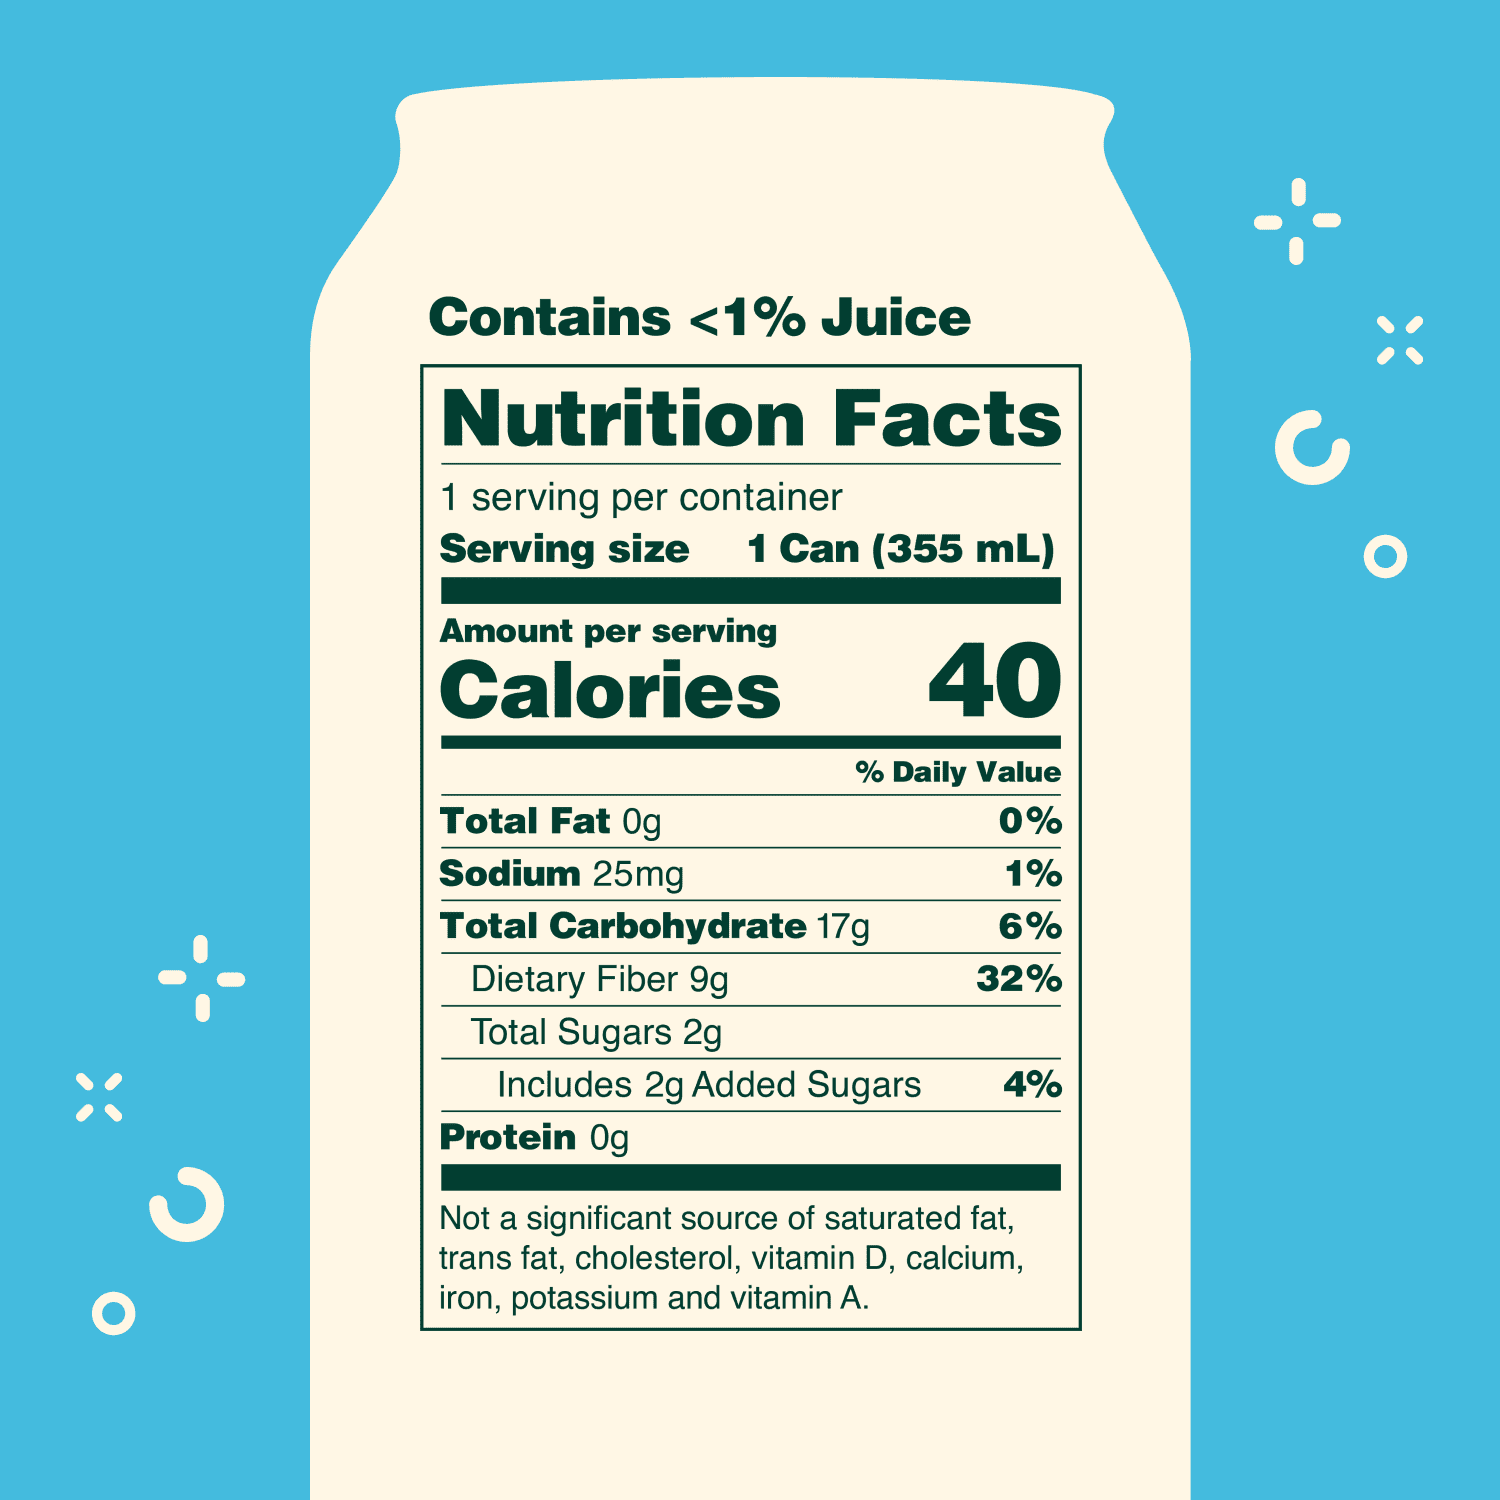 Contains <1% Juice
Nutrition Facts
1 serving per container
Serving size 1 Can (355 mL)
Amount per serving
Calories 40
% Daily Value
Total Fat 0g 0%
Sodium 25mg 1%
Total Carbohydrate 17g 6%
Dietary Fiber 9g 32%
Total Sugars 2g
Includes 2g Added Sugars 4%
Protein 0g
Not a significant source of saturated fat,
trans fat, cholesterol, vitamin D, calcium,
iron, potassium and vitamin A.